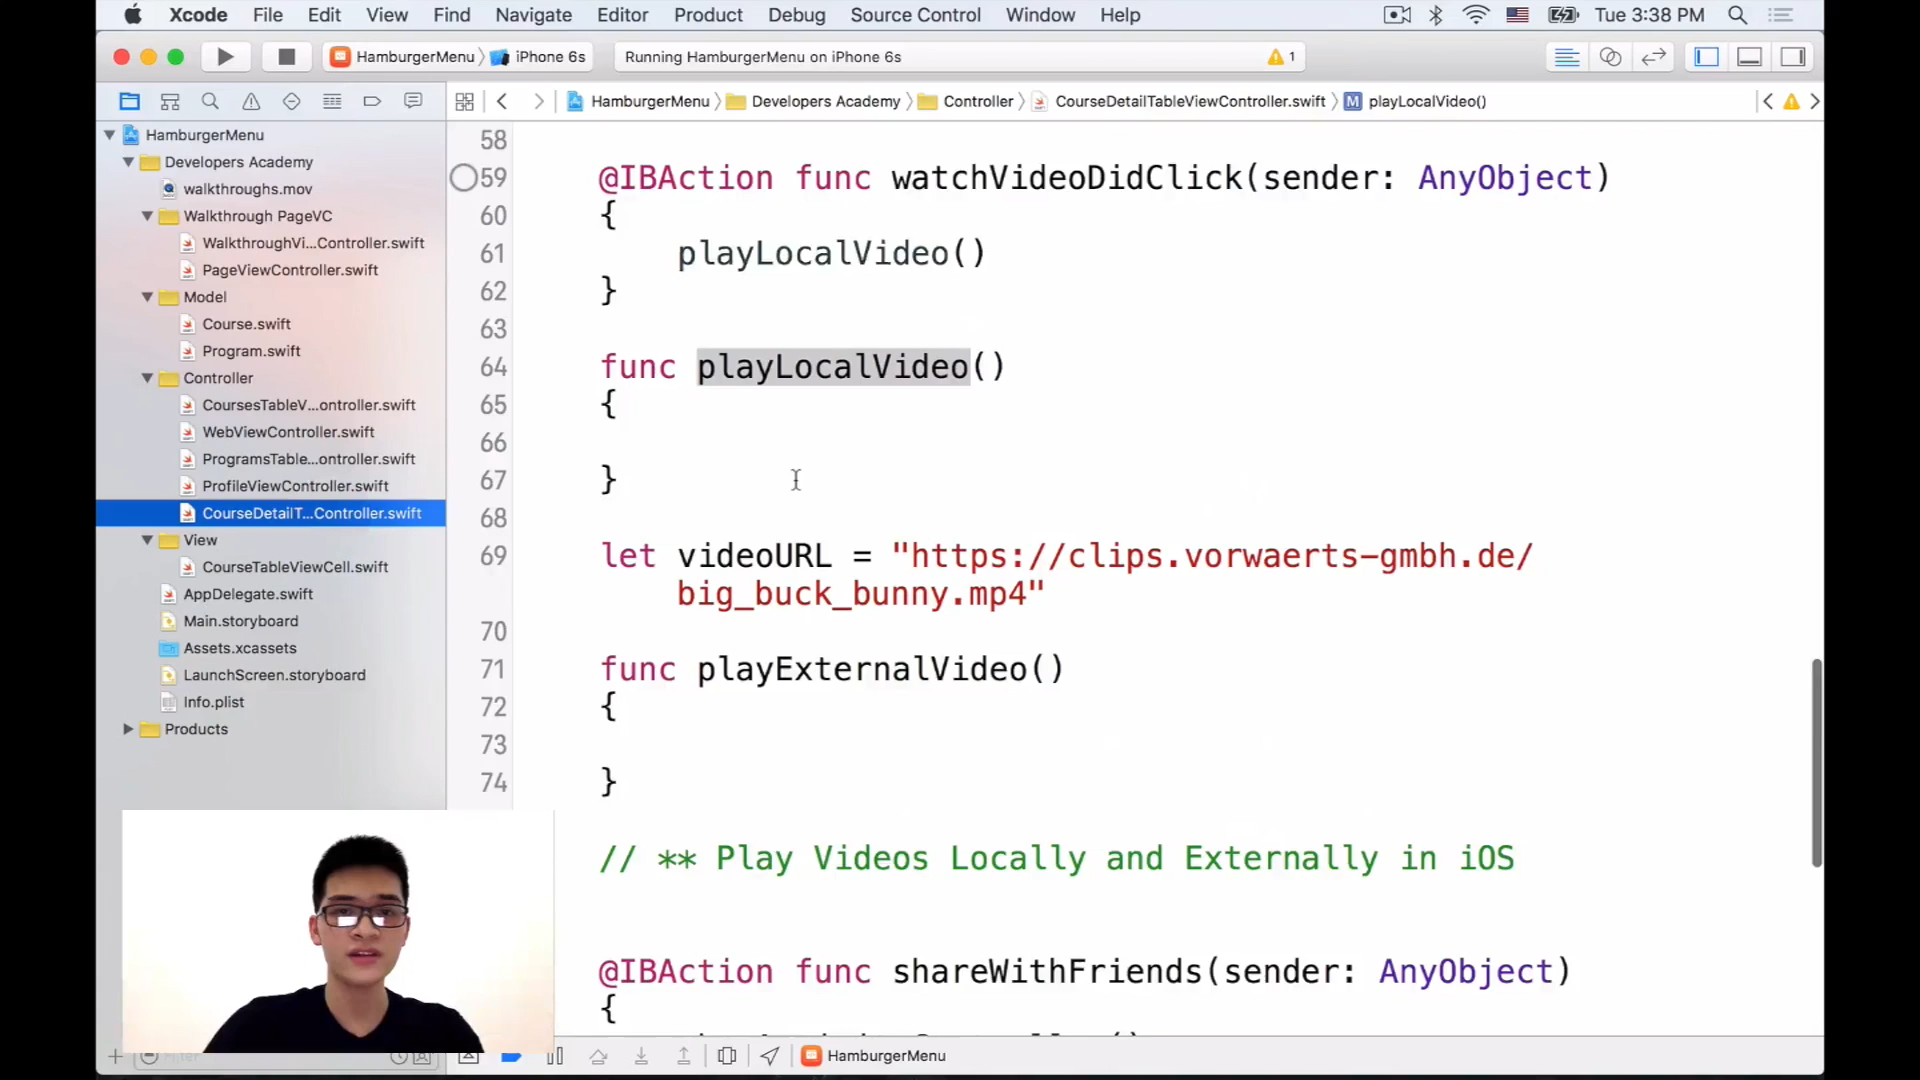 Xcode File Edit View Find Navigate Editor Product Debug Source Control Window Help Tue 3:38 PM
HamburgerMenu iPhone 6s Running HamburgerMenu on iPhone 6s 1
HamburgerMenu Developers Academy Controller CourseDetailTableViewController.swift M playLocalVideo()
HamburgerMenu
Developers Academy
walkthroughs.mov
Walkthrough PageVC
WalkthroughVi...Controller.swift
PageViewController.swift
Model
Course.swift
Program.swift
Controller
CoursesTableV...ontroller.swift
WebViewController.swift
ProgramsTable...ontroller.swift
ProfileViewController.swift
CourseDetailT...Controller.swift
View
CourseTableViewCell.swift
AppDelegate.swift
Main.storyboard
Assets.xcassets
LaunchScreen.storyboard
Info.plist
Products
58
59 @IBAction func watchVideoDidClick(sender: AnyObject)
60 {
61 playLocalVideo()
62 }
63
64 func playLocalVideo()
65 {
66
67 }
68
69 let videoURL = "https://clips.vorwaerts-gmbh.de/
big_buck_bunny.mp4"
70
71 func playExternalVideo()
72 {
73
74 }
// ** Play Videos Locally and Externally in iOS
@IBAction func shareWithFriends(sender: AnyObject)
{
Filter
HamburgerMenu